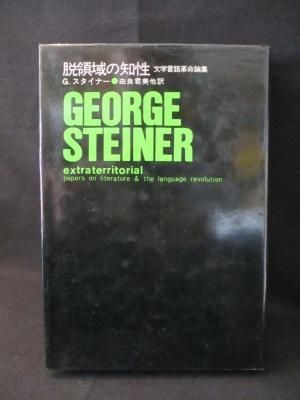 脱領域の知性 文学言語革命論集
G.スタイナー●由良君美他訳
GEORGE
STEINER
extraterritorial
papers on literature & the language revolution